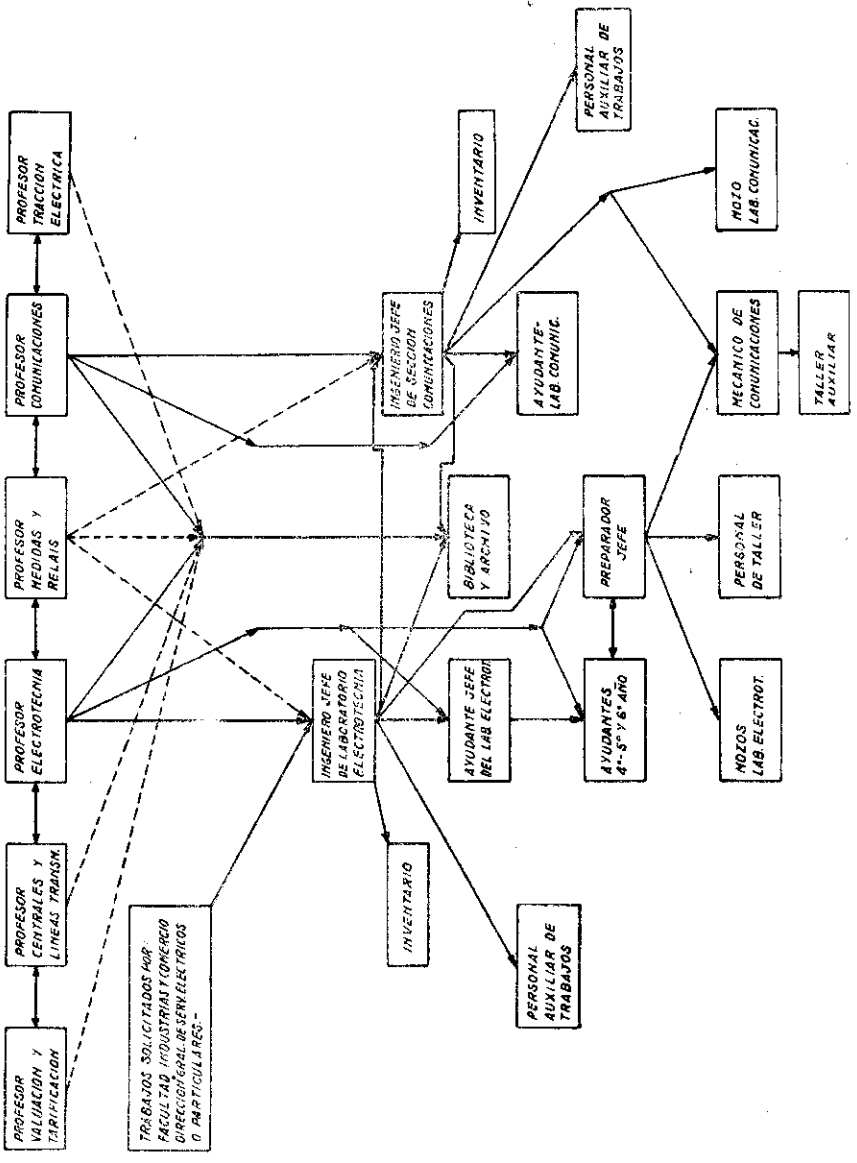 PROFESOR
VALUACION Y
TARIFICACION
PROFESOR
CENTRALES Y
LINEAS TRANSM.
PROFESOR
ELECTROTECNIA
PROFESOR
MEDIDAS Y
RELAIS
PROFESOR
COMUNICACIONES
PROFESOR
TRACCION
ELECTRICA
TRABAJOS SOLICITADOS POR:
FACULTAD INDUSTRIAS Y COMERCIO
DIRECCION GRAL. DE SERV. ELECTRICOS
O PARTICULARES.-
INGENIERO JEFE
DE LABORATORIO
ELECTROTECNIA
INGENIERO JEFE
DE SECCION
COMUNICACIONES
INVENTARIO
INVENTARIO
AYUDANTE JEFE
DEL LAB. ELECTROT.
BIBLIOTECA
Y ARCHIVO
AYUDANTE-
LAB. COMUNIC.
PERSONAL
AUXILIAR DE
TRABAJOS
PERSONAL
AUXILIAR DE
TRABAJOS
AYUDANTES
4°-5° Y 6° AÑO
PREPARADOR
JEFE
MOZOS
LAB. ELECTROT.
PERSONAL
DE TALLER
MECANICO DE
COMUNICACIONES
MOZO
LAB. COMUNICAC.
TALLER
AUXILIAR